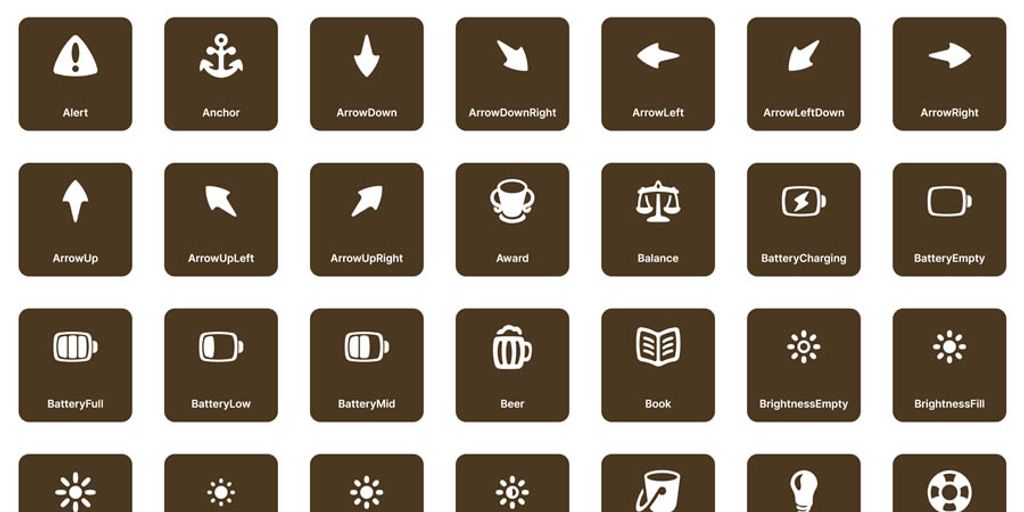 Alert
Anchor
ArrowDown
ArrowDownRight
ArrowLeft
ArrowLeftDown
ArrowRight
ArrowUp
ArrowUpLeft
ArrowUpRight
Award
Balance
BatteryCharging
BatteryEmpty
BatteryFull
BatteryLow
BatteryMid
Beer
Book
BrightnessEmpty
BrightnessFill